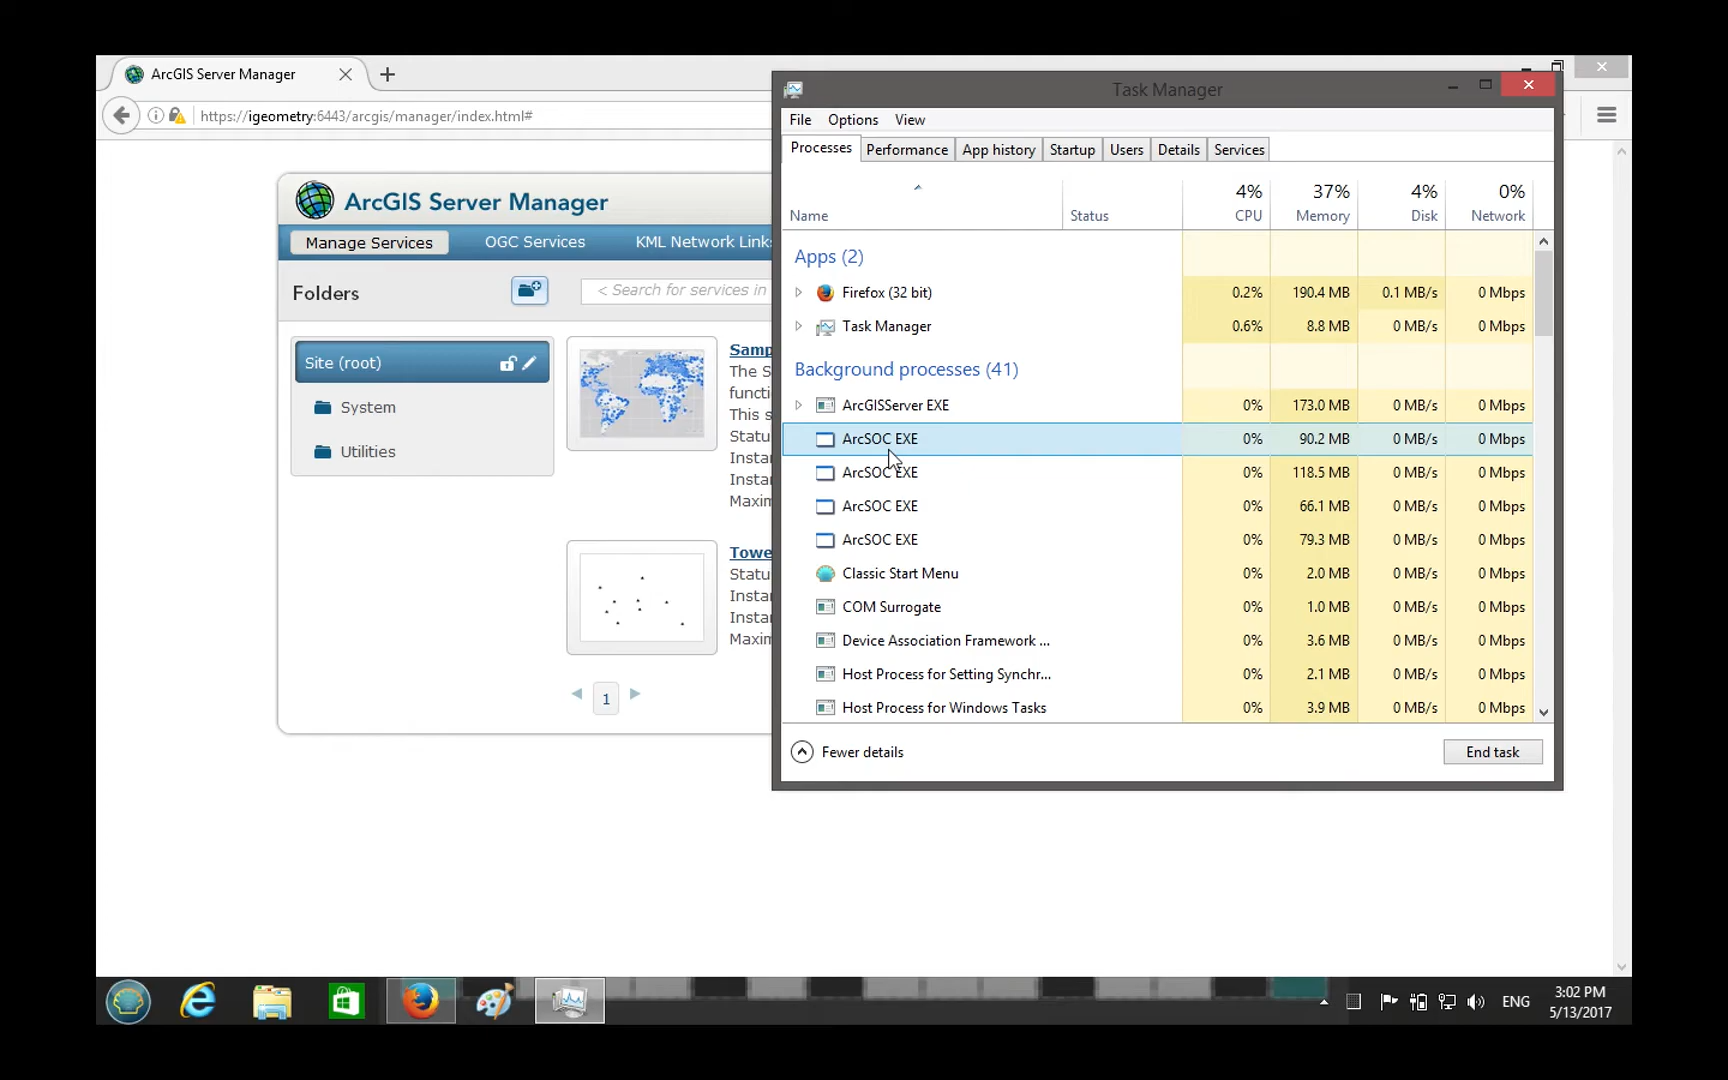 ArcGIS Server Manager
https://igeometry:6443/arcgis/manager/index.html#
ArcGIS Server Manager
Manage Services
OGC Services
KML Network Link
Folders
< Search for services in
Site (root)
System
Utilities
Samp
The S
functi
This s
Statu
Instar
Insta
Maxim
Towe
Statu
Instar
Instar
Maxim
1
Task Manager
File Options View
Processes Performance App history Startup Users Details Services
4% 37% 4% 0%
Name Status CPU Memory Disk Network
Apps (2)
Firefox (32 bit) 0.2% 190.4 MB 0.1 MB/s 0 Mbps
Task Manager 0.6% 8.8 MB 0 MB/s 0 Mbps
Background processes (41)
ArcGISServer EXE 0% 173.0 MB 0 MB/s 0 Mbps
ArcSOC EXE 0% 90.2 MB 0 MB/s 0 Mbps
ArcSOC EXE 0% 118.5 MB 0 MB/s 0 Mbps
ArcSOC EXE 0% 66.1 MB 0 MB/s 0 Mbps
ArcSOC EXE 0% 79.3 MB 0 MB/s 0 Mbps
Classic Start Menu 0% 2.0 MB 0 MB/s 0 Mbps
COM Surrogate 0% 1.0 MB 0 MB/s 0 Mbps
Device Association Framework ... 0% 3.6 MB 0 MB/s 0 Mbps
Host Process for Setting Synchr... 0% 2.1 MB 0 MB/s 0 Mbps
Host Process for Windows Tasks 0% 3.9 MB 0 MB/s 0 Mbps
Fewer details
End task
ENG
3:02 PM
5/13/2017